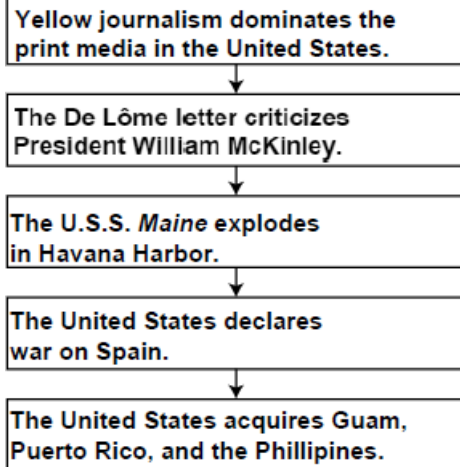 Yellow journalism dominates the
print media in the United States.
The De Lôme letter criticizes
President William McKinley.
The U.S.S. Maine explodes
in Havana Harbor.
The United States declares
war on Spain.
The United States acquires Guam,
Puerto Rico, and the Phillipines.